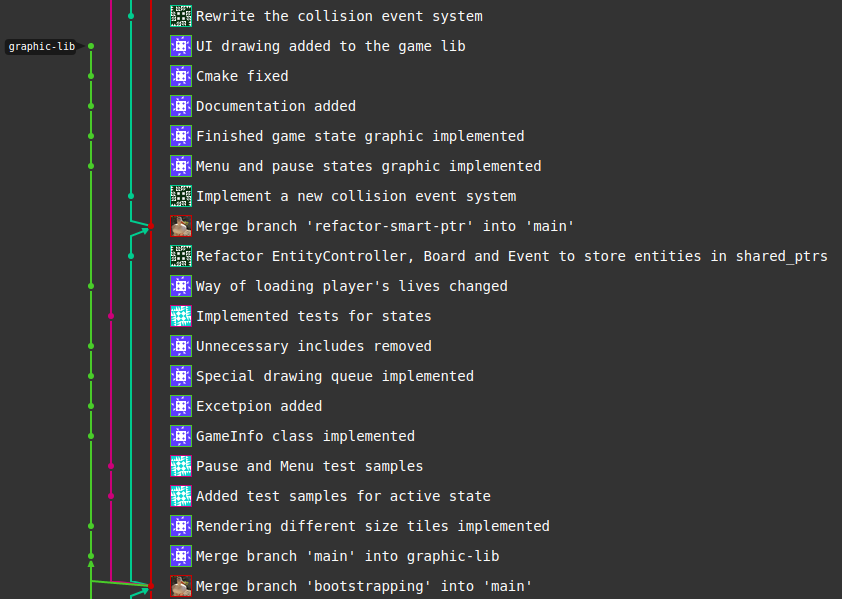 Rewrite the collision event system
graphic-lib
UI drawing added to the game lib
Cmake fixed
Documentation added
Finished game state graphic implemented
Menu and pause states graphic implemented
Implement a new collision event system
Merge branch 'refactor-smart-ptr' into 'main'
Refactor EntityController, Board and Event to store entities in shared_ptrs
Way of loading player's lives changed
Implemented tests for states
Unnecessary includes removed
Special drawing queue implemented
Excetpion added
GameInfo class implemented
Pause and Menu test samples
Added test samples for active state
Rendering different size tiles implemented
Merge branch 'main' into graphic-lib
Merge branch 'bootstrapping' into 'main'